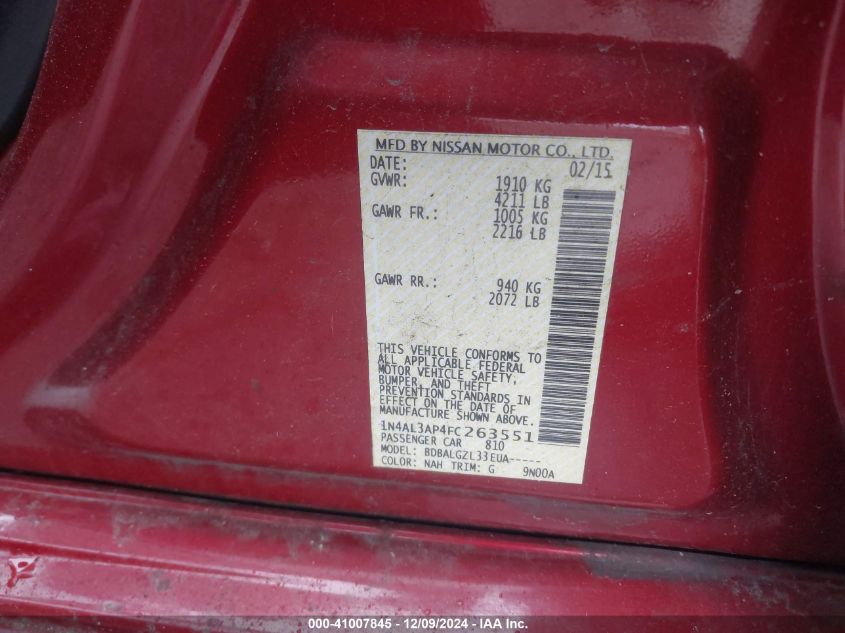 MFD BY NISSAN MOTOR CO., LTD.
DATE: 02/15
GVWR: 1910 KG
4211 LB
GAWR FR.: 1005 KG
2216 LB
GAWR RR.: 940 KG
2072 LB
THIS VEHICLE CONFORMS TO
ALL APPLICABLE FEDERAL
MOTOR VEHICLE SAFETY,
BUMPER, AND THEFT
PREVENTION STANDARDS IN
EFFECT ON THE DATE OF
MANUFACTURE SHOWN ABOVE.
1N4AL3AP4FC263551
PASSENGER CAR 810
MODEL: BDBALGZL33EUA-----
COLOR: NAH TRIM: G 9N00A
000-41007845 - 12/09/2024 - IAAI.com